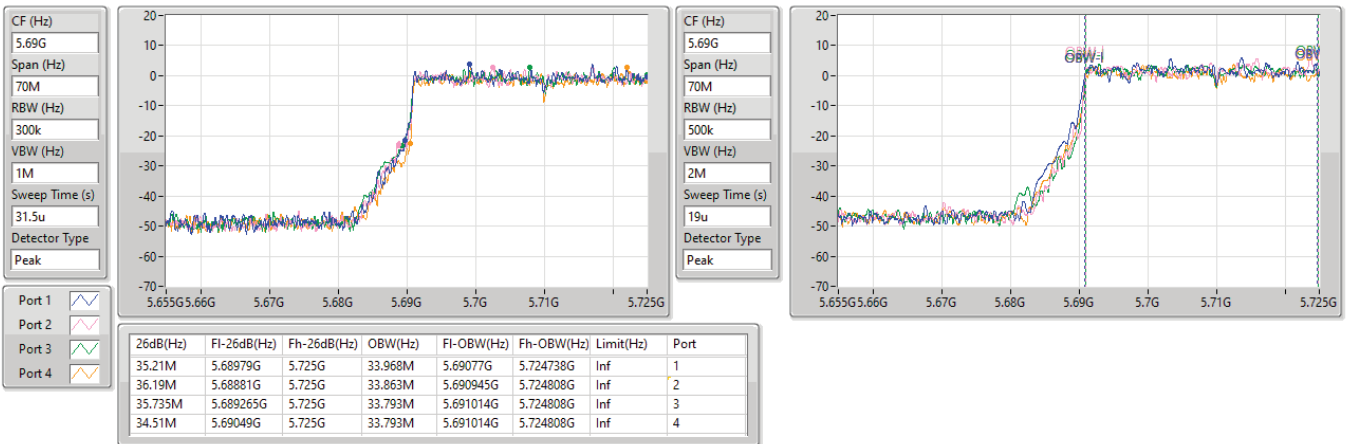 CF (Hz)
5.69G
Span (Hz)
70M
RBW (Hz)
300k
VBW (Hz)
1M
Sweep Time (s)
31.5u
Detector Type
Peak
20
10
0
-10
-20
-30
-40
-50
-60
-70
5.655G 5.66G 5.67G 5.68G 5.69G 5.7G 5.71G 5.725G
CF (Hz)
5.69G
Span (Hz)
70M
RBW (Hz)
500k
VBW (Hz)
2M
Sweep Time (s)
19u
Detector Type
Peak
20
10
0
-10
-20
-30
-40
-50
-60
-70
OBW-l
OBW
5.655G 5.66G 5.67G 5.68G 5.69G 5.7G 5.71G 5.725G
Port 1
Port 2
Port 3
Port 4
26dB(Hz) Fl-26dB(Hz) Fh-26dB(Hz) OBW(Hz) Fl-OBW(Hz) Fh-OBW(Hz) Limit(Hz) Port
35.21M 5.68979G 5.725G 33.968M 5.69077G 5.724738G Inf 1
36.19M 5.68881G 5.725G 33.863M 5.690945G 5.724808G Inf 2
35.735M 5.689265G 5.725G 33.793M 5.691014G 5.724808G Inf 3
34.51M 5.69049G 5.725G 33.793M 5.691014G 5.724808G Inf 4